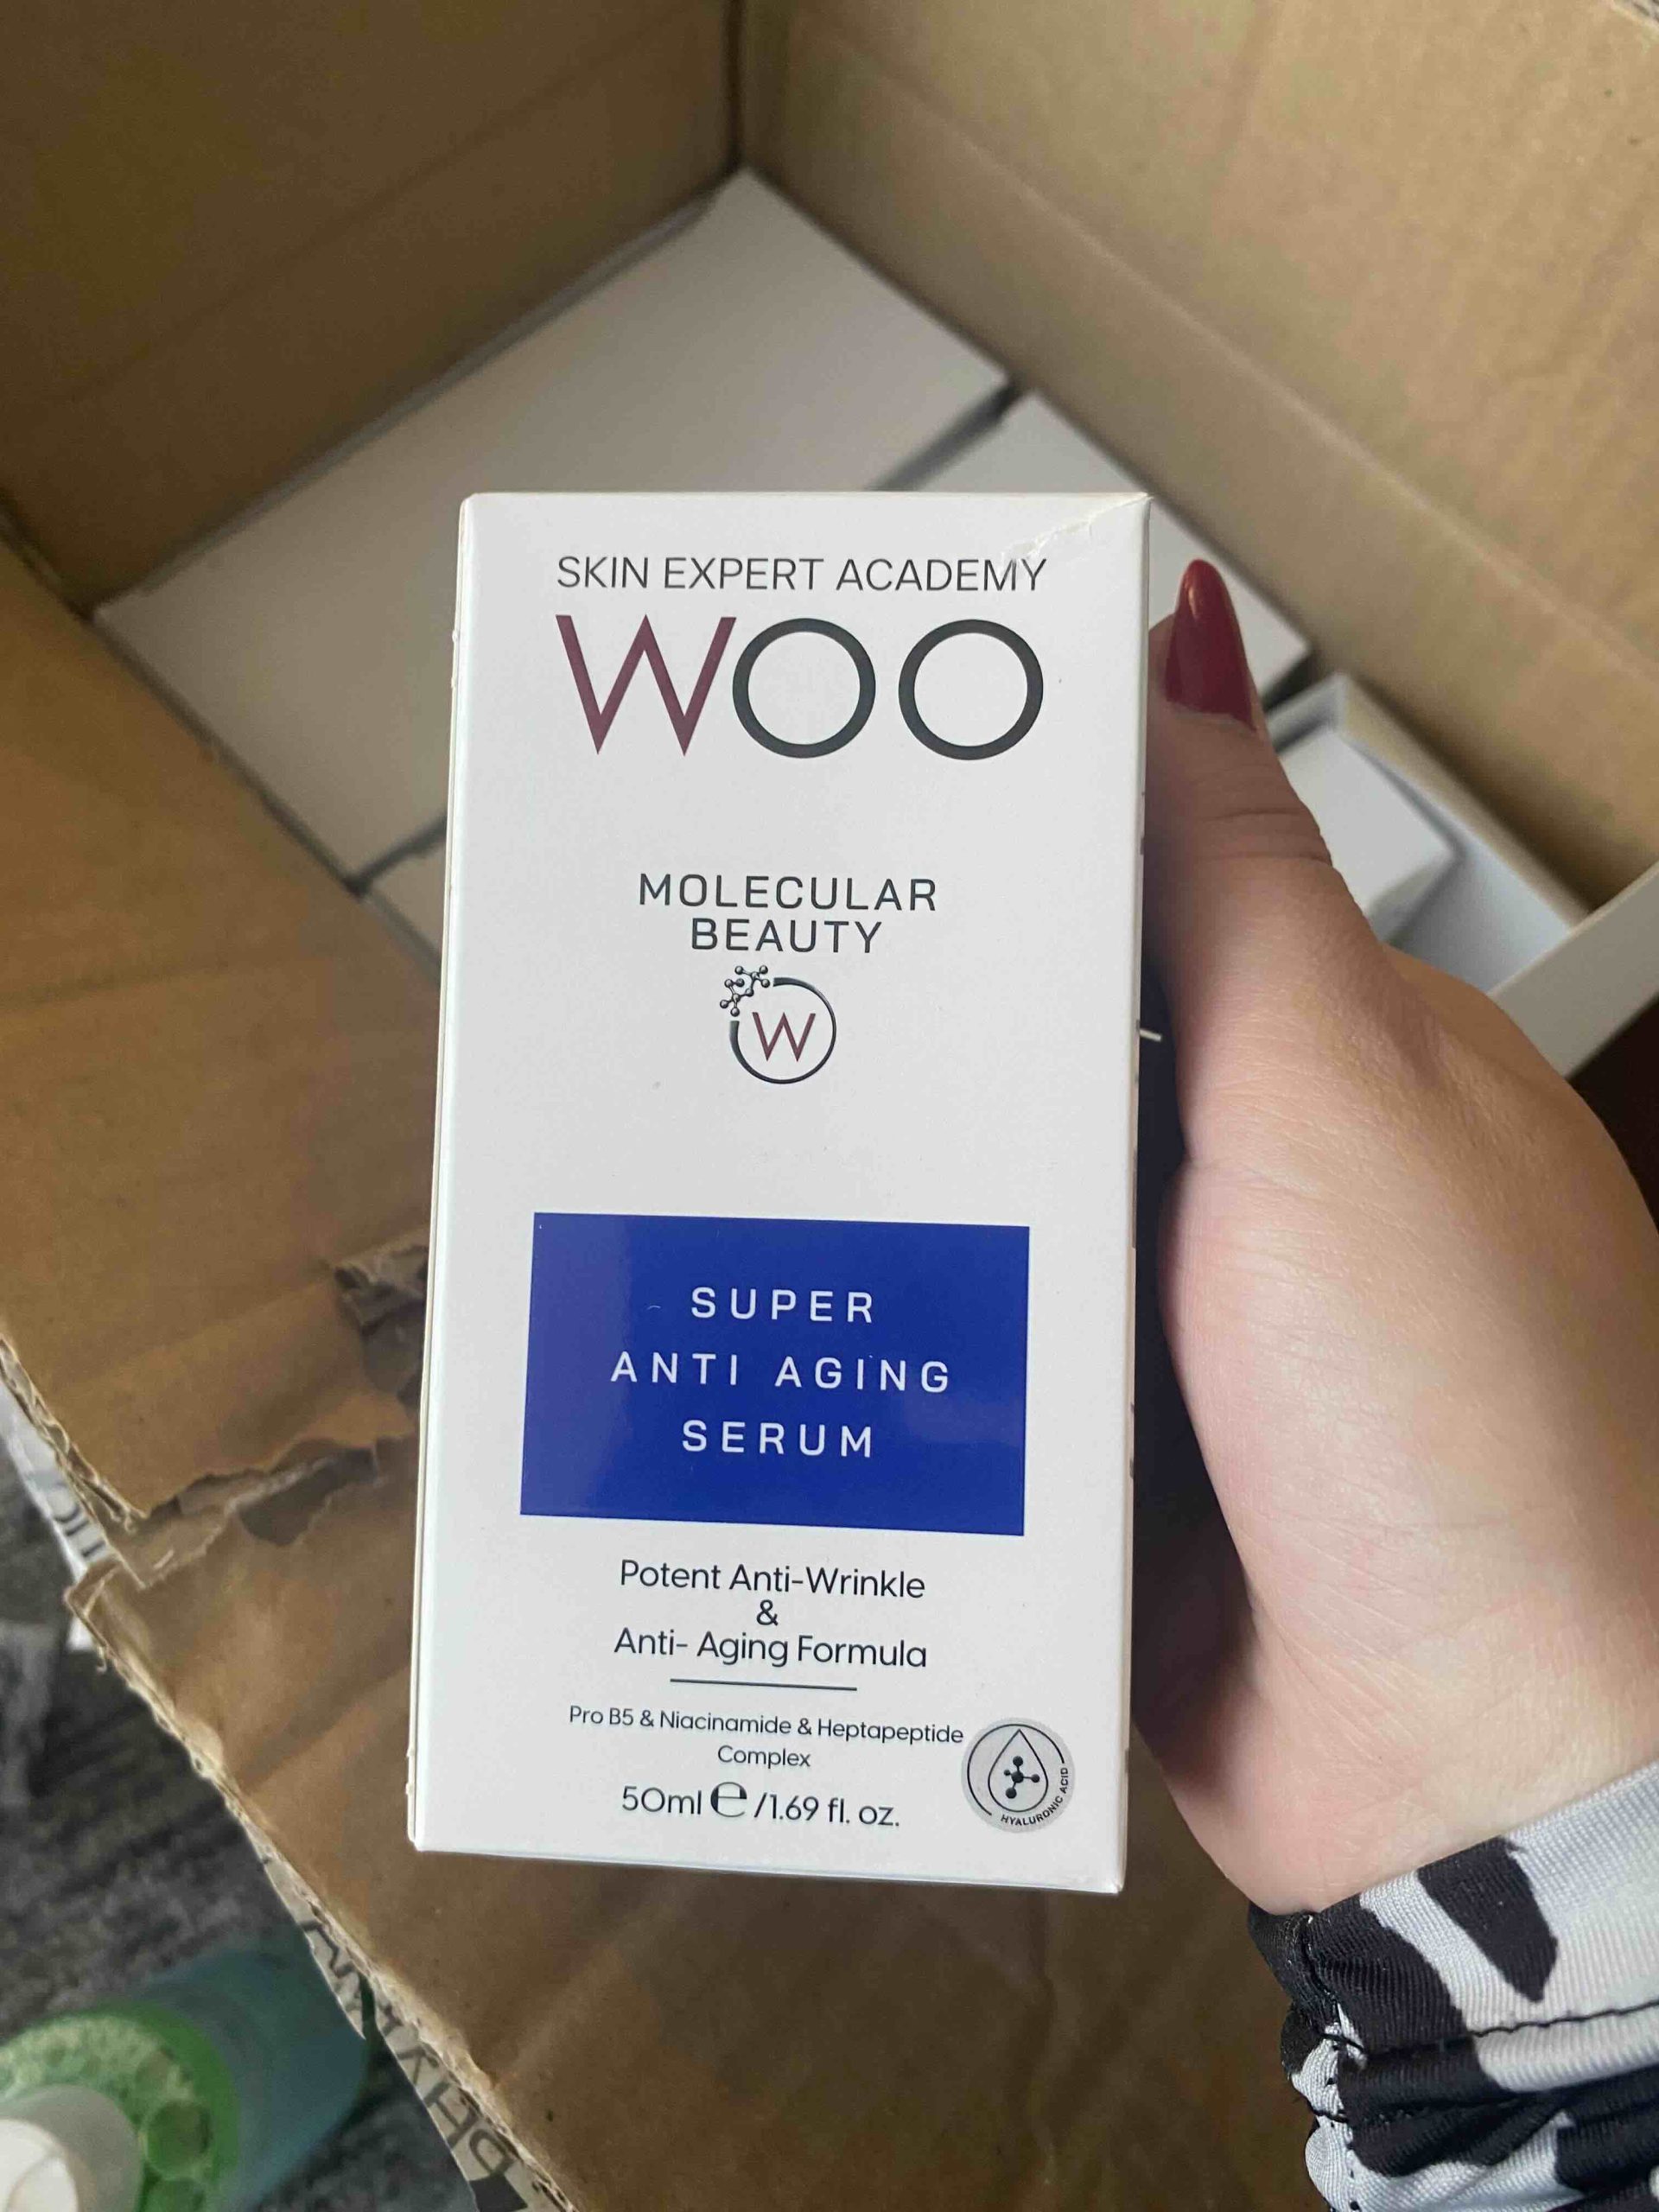 SKIN EXPERT ACADEMY
WOO
MOLECULAR
BEAUTY
W
SUPER
ANTI AGING
SERUM
Potent Anti-Wrinkle
&
Anti- Aging Formula
Pro B5 & Niacinamide & Heptapeptide
Complex
50ml ℮ /1.69 fl. oz.
HYALURONIC ACID